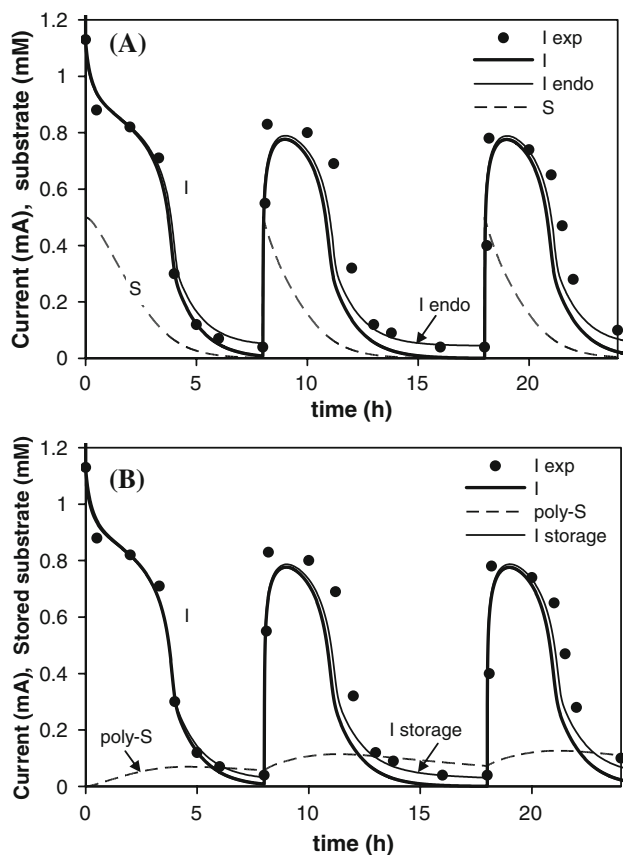 (A)
I exp
I
I endo
S
Current (mA), substrate (mM)
1.2
1
0.8
0.6
0.4
0.2
0
I
S
I endo
0 5 10 15 20
time (h)
(B)
I exp
I
poly-S
I storage
Current (mA), Stored substrate (mM)
1.2
1
0.8
0.6
0.4
0.2
0
I
poly-S
I storage
0 5 10 15 20
time (h)